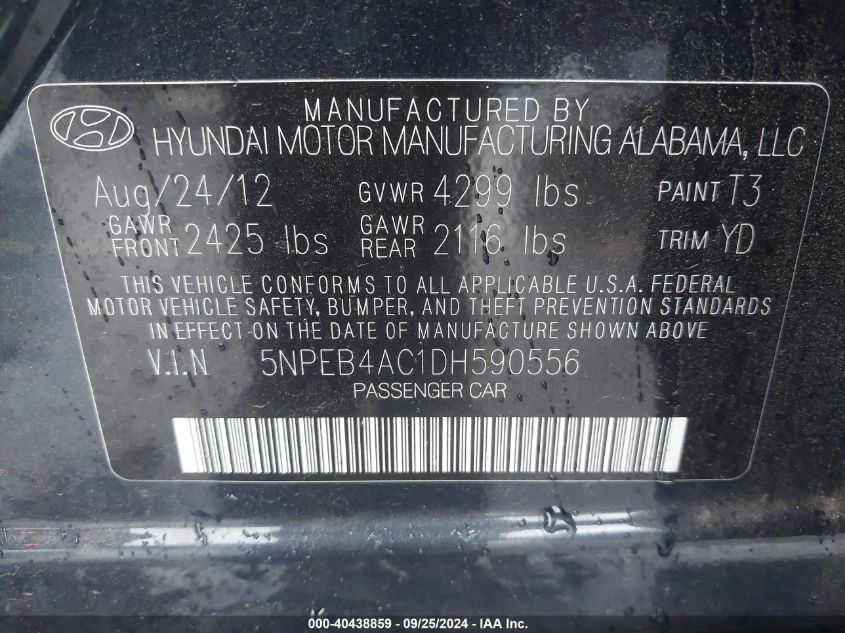 MANUFACTURED BY
HYUNDAI MOTOR MANUFACTURING ALABAMA, LLC
Aug/24/12 GVWR 4299 lbs PAINT T3
GAWR FRONT 2425 lbs GAWR REAR 2116 lbs TRIM YD
THIS VEHICLE CONFORMS TO ALL APPLICABLE U.S.A. FEDERAL
MOTOR VEHICLE SAFETY, BUMPER, AND THEFT PREVENTION STANDARDS
IN EFFECT ON THE DATE OF MANUFACTURE SHOWN ABOVE
V.I.N 5NPEB4AC1DH590556
PASSENGER CAR
000-40438859 - 09/25/2024 - IAA Inc.